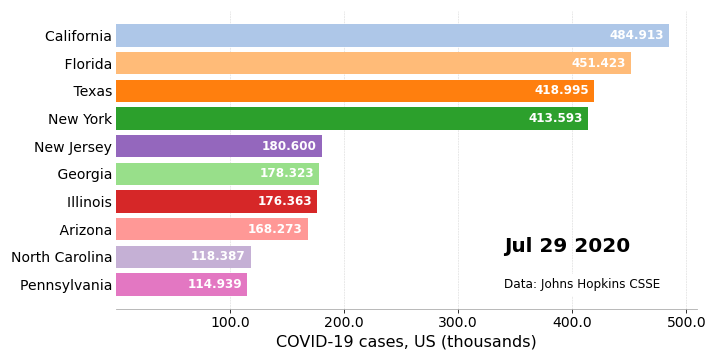 California 484.913
Florida 451.423
Texas 418.995
New York 413.593
New Jersey 180.600
Georgia 178.323
Illinois 176.363
Arizona 168.273
North Carolina 118.387
Pennsylvania 114.939
Jul 29 2020
Data: Johns Hopkins CSSE
100.0 200.0 300.0 400.0 500.0
COVID-19 cases, US (thousands)